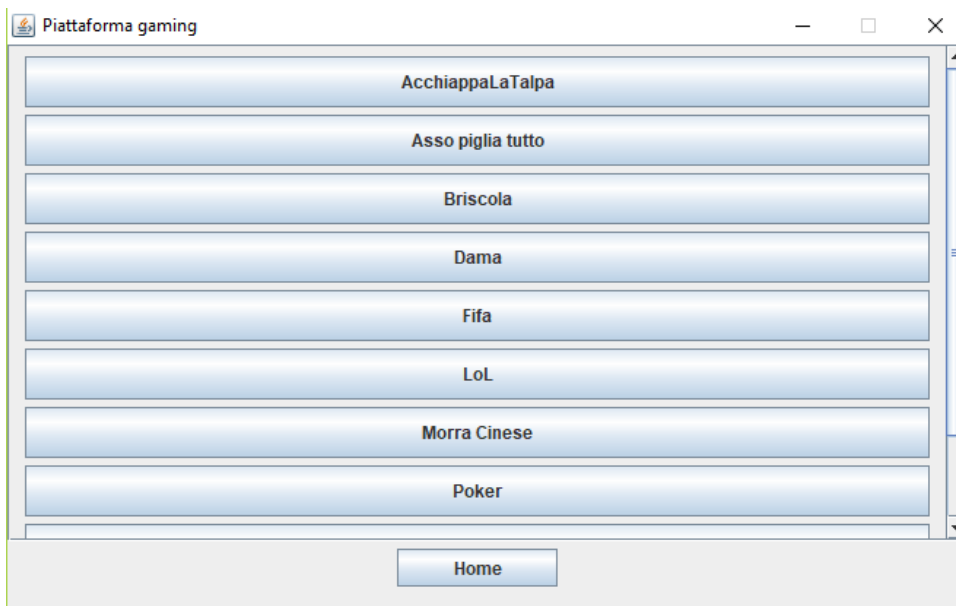 Piattaforma gaming
AcchiappaLaTalpa
Asso piglia tutto
Briscola
Dama
Fifa
LoL
Morra Cinese
Poker
Home